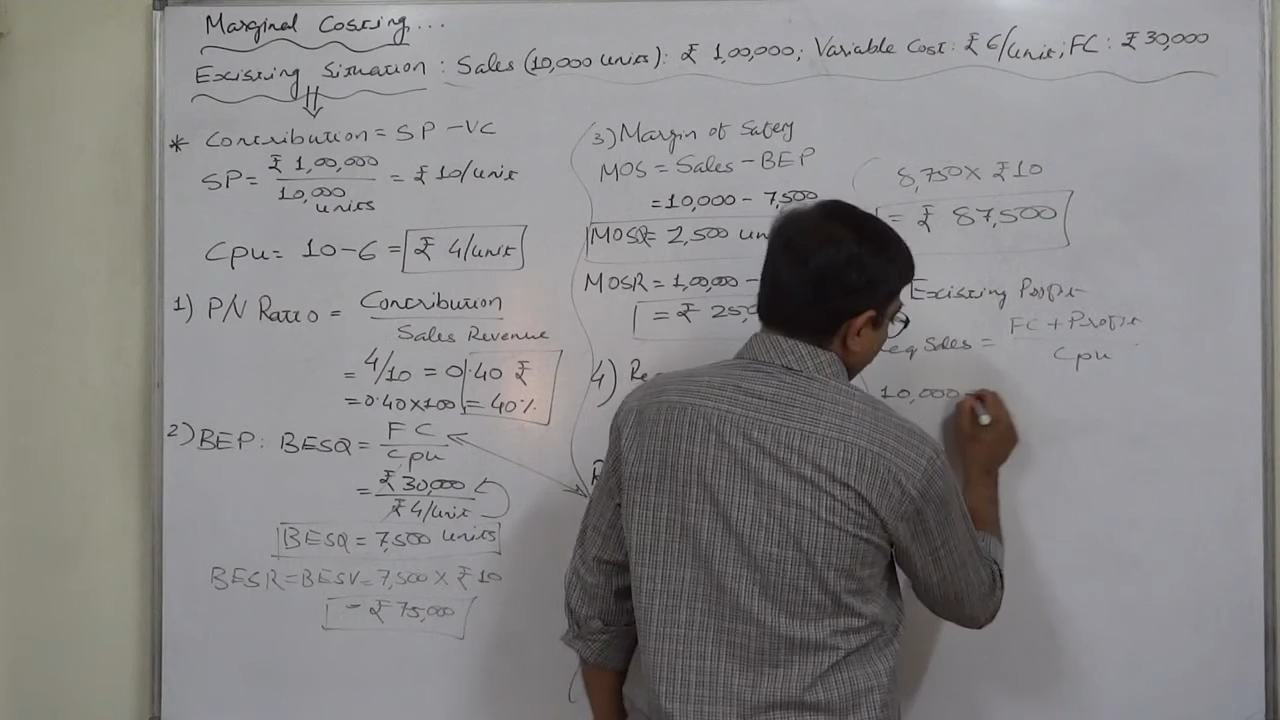 Marginal Costing...
Existing Situation : Sales (10,000 units): ₹ 1,00,000; Variable Cost: ₹ 6/unit; FC: ₹ 30,000
* Contribution = SP - VC
SP = ₹ 1,00,000 / 10,000 units = ₹ 10/unit
Cpu = 10 - 6 = ₹ 4/unit
1) P/V Ratio = Contribution / Sales Revenue
= 4/10 = 0.40 ₹
= 0.40 x 100 = 40%
2) BEP: BESQ = FC / Cpu
= ₹ 30,000 / ₹ 4/unit
BESQ = 7,500 units
BESR = BESV = 7,500 X ₹ 10
= ₹ 75,000
3) Margin of Safety
MOS = Sales - BEP
= 10,000 - 7,500
MOSQ = 2,500
MOSR = 1,00,000 -
= ₹
4)
8,750 X ₹ 10
= ₹ 87,500
Existing Profit
Sales = FC + Profit / Cpu
10,000